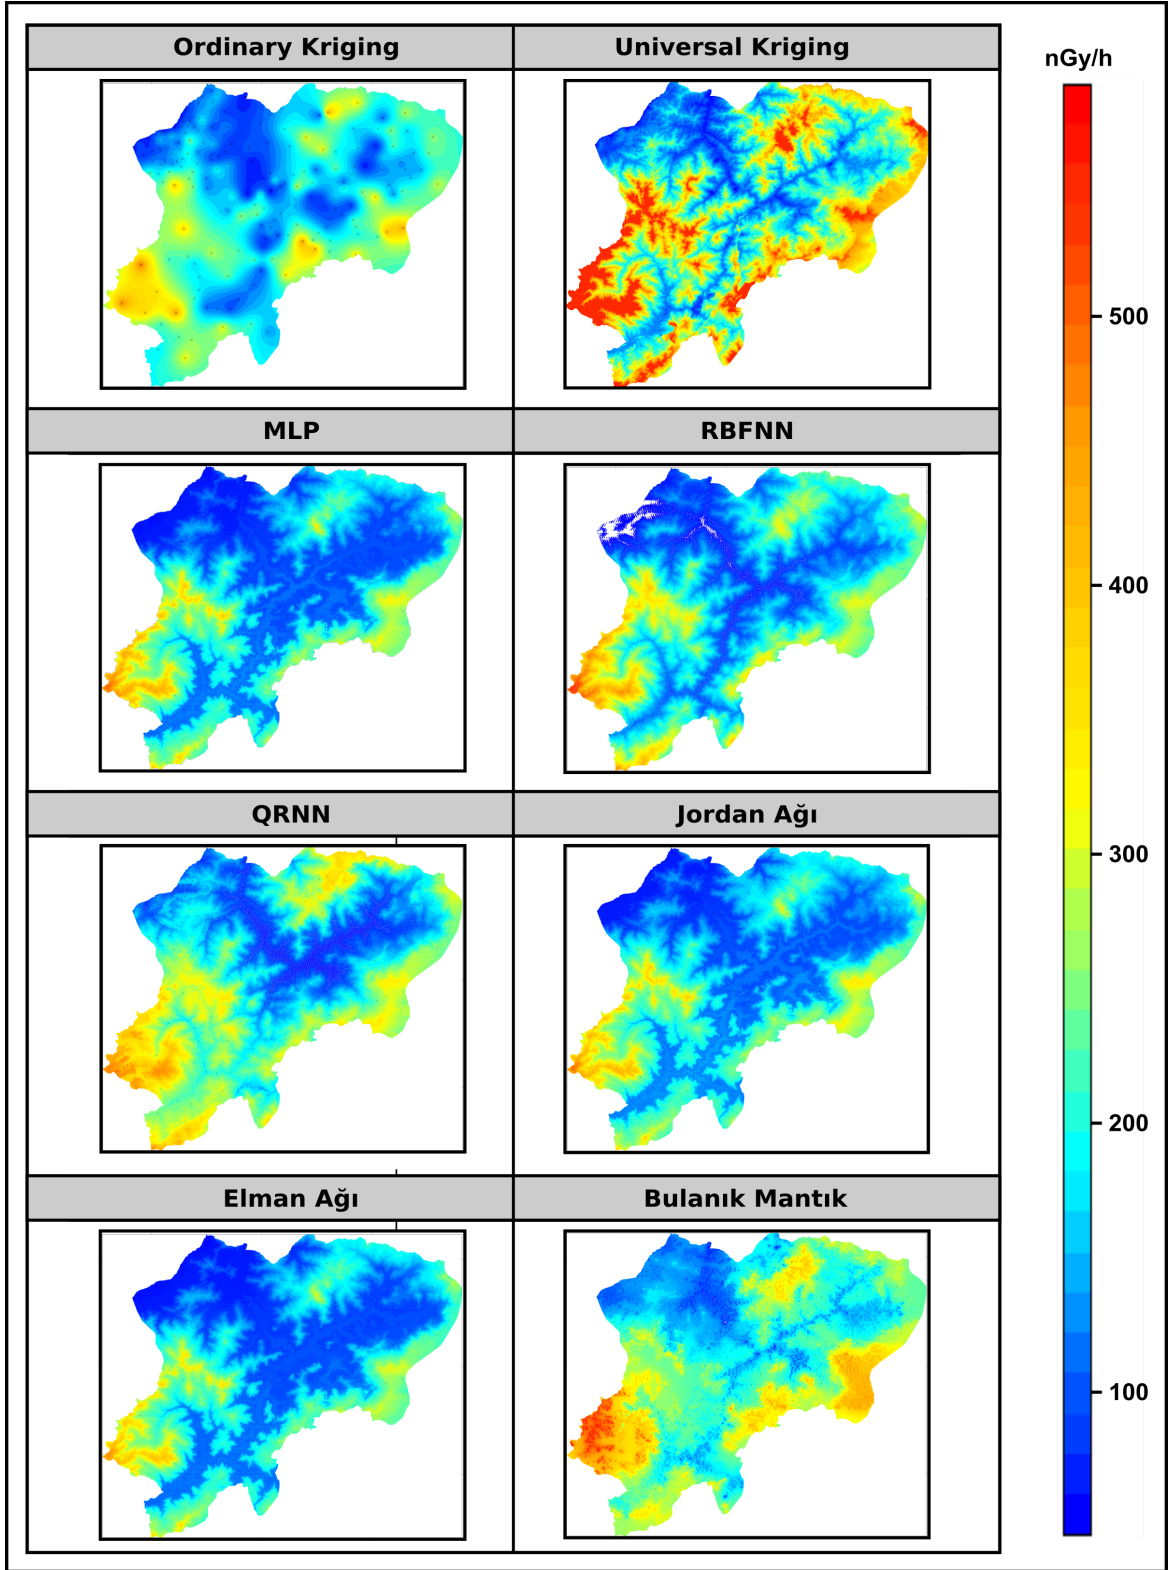 Ordinary Kriging
Universal Kriging
nGy/h
MLP
RBFNN
QRNN
Jordan Ağı
Elman Ağı
Bulanık Mantık
500
400
300
200
100